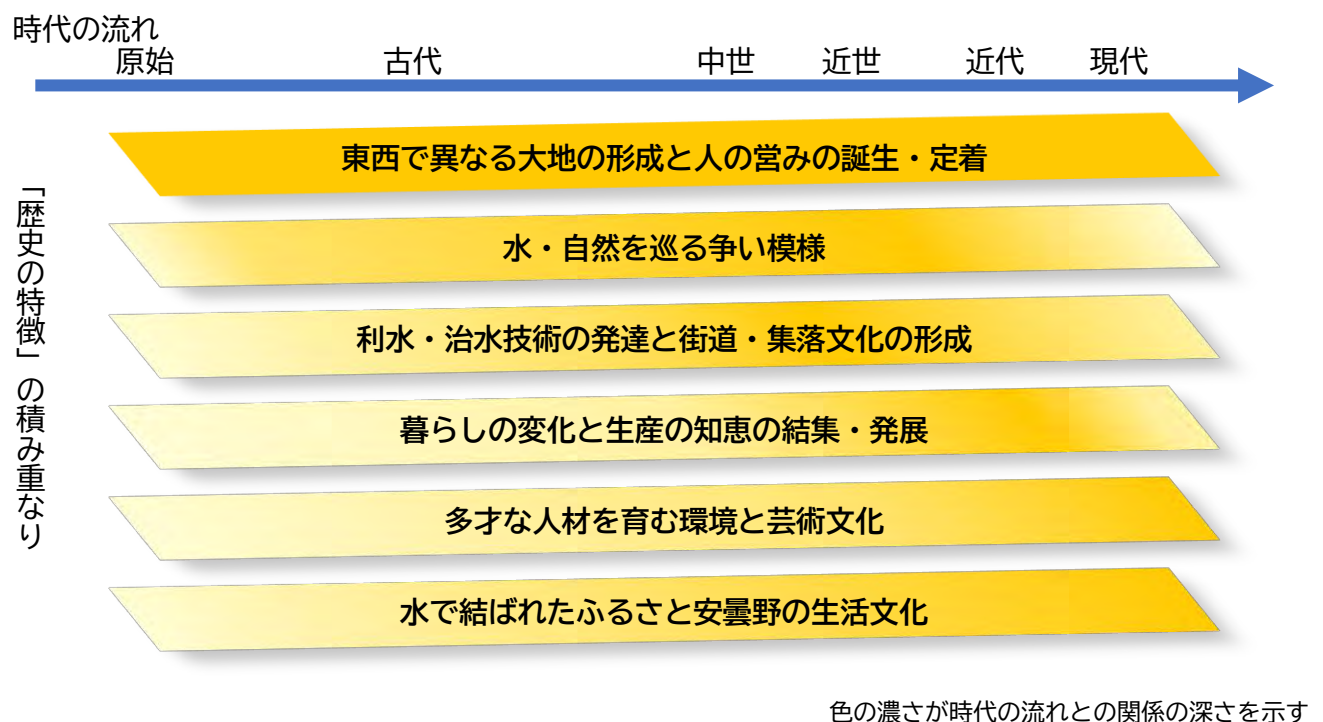 時代の流れ
原始 古代 中世 近世 近代 現代
「歴史の特徴」の積み重なり
東西で異なる大地の形成と人の営みの誕生・定着
水・自然を巡る争い模様
利水・治水技術の発達と街道・集落文化の形成
暮らしの変化と生産の知恵の結集・発展
多才な人材を育む環境と芸術文化
水で結ばれたふるさと安曇野の生活文化
色の濃さが時代の流れとの関係の深さを示す